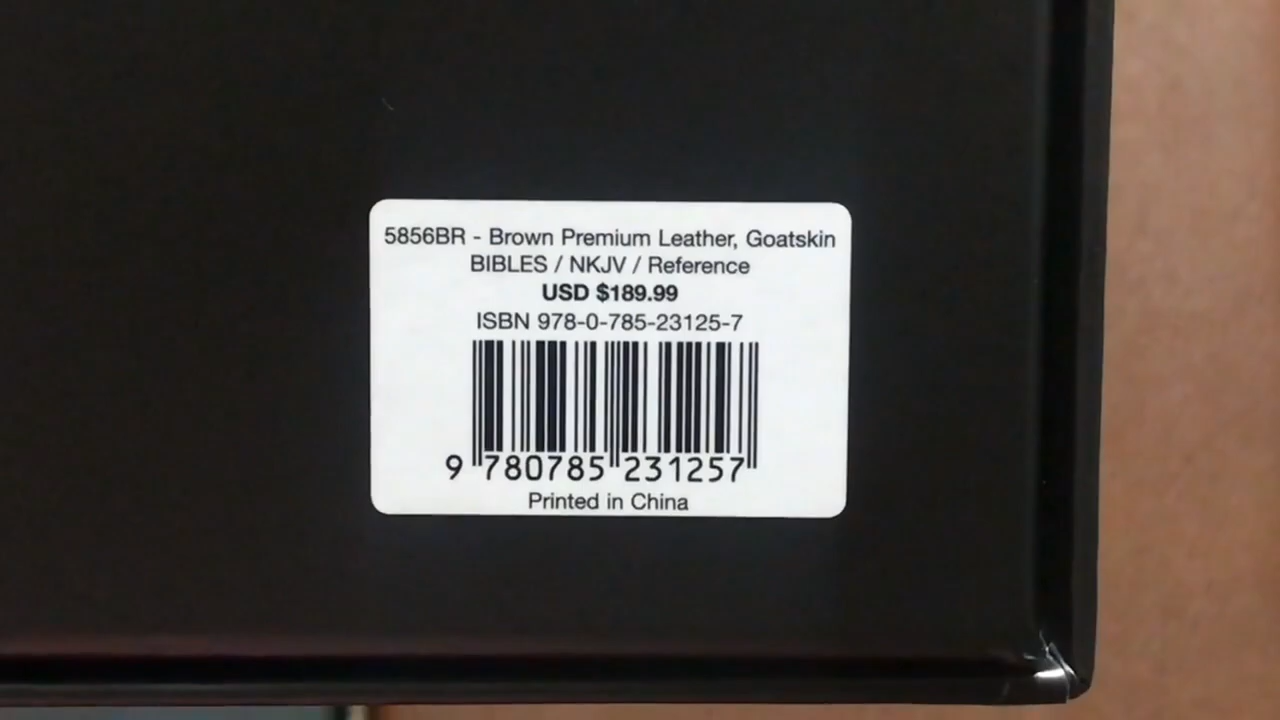 5856BR - Brown Premium Leather, Goatskin
BIBLES / NKJV / Reference
USD $189.99
ISBN 978-0-785-23125-7
9 780785 231257
Printed in China